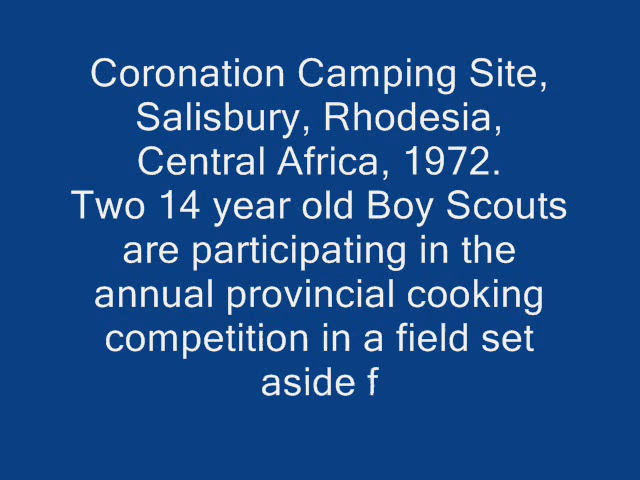 Coronation Camping Site,
Salisbury, Rhodesia,
Central Africa, 1972.
Two 14 year old Boy Scouts
are participating in the
annual provincial cooking
competition in a field set
aside f